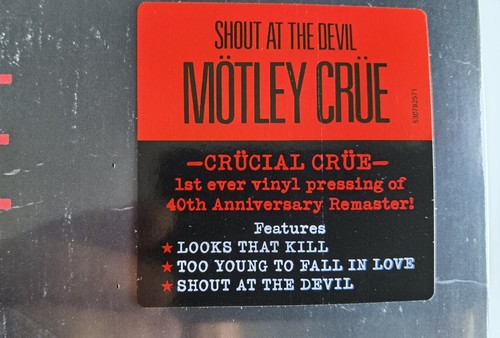 SHOUT AT THE DEVIL
MÖTLEY CRÜE
538792571
–CRÜCIAL CRÜE–
1st ever vinyl pressing of
40th Anniversary Remaster!
Features
★ LOOKS THAT KILL
★ TOO YOUNG TO FALL IN LOVE
★ SHOUT AT THE DEVIL